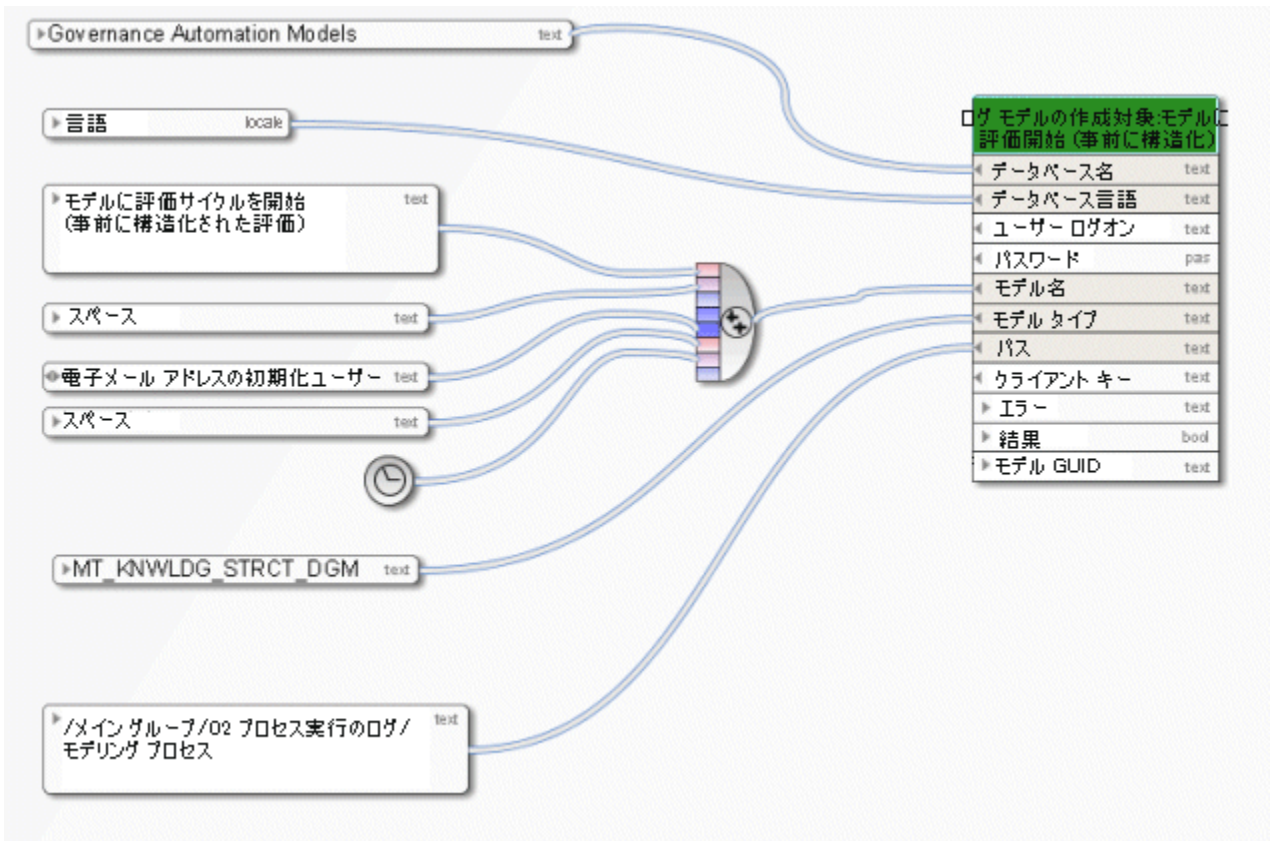 Governance Automation Models text
言語 locale
モデルに評価サイクルを開始 text
(事前に構造化された評価)
スペース text
電子メール アドレスの初期化ユーザー text
スペース text
MT_KNWLDG_STRCT_DGM text
/メイン グループ/02 プロセス実行のログ/ text
モデリング プロセス
ログ モデルの作成対象:モデルに
評価開始 (事前に構造化)
データベース名 text
データベース言語 text
ユーザー ログオン text
パスワード pas
モデル名 text
モデル タイプ text
パス text
クライアント キー text
エラー text
結果 bool
モデル GUID text